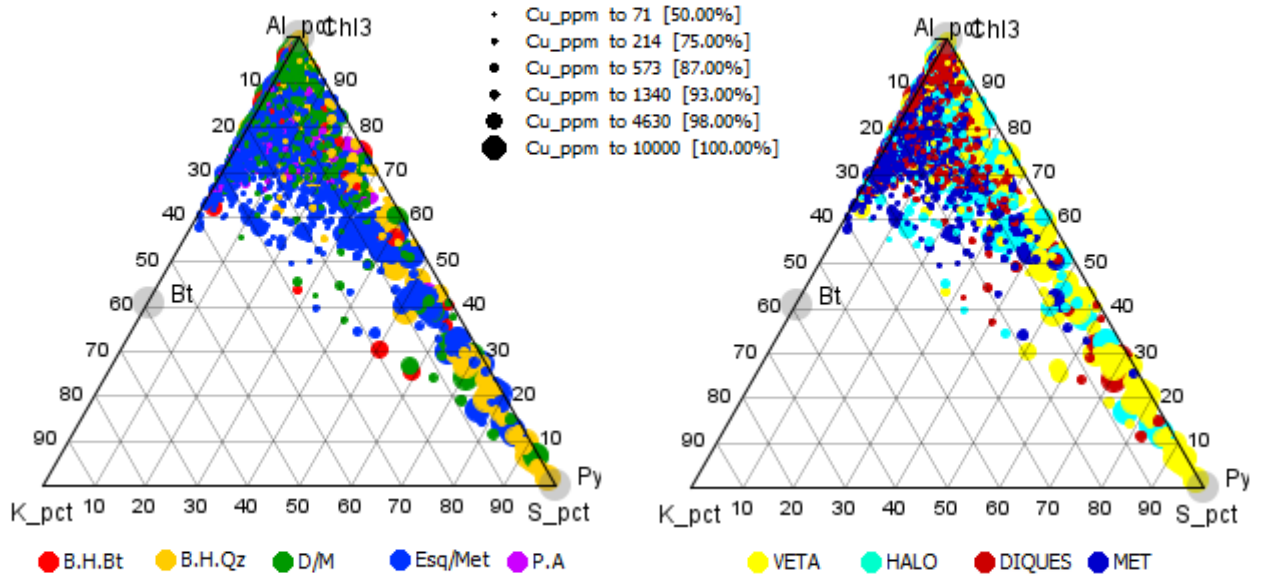 Al_pct Chl3
10 90
20 80
30 70
40 60
50 50
60 Bt 40
70 30
80 20
90 10
Py
K_pct 10 20 30 40 50 60 70 80 90 S_pct
B.H.Bt B.H.Qz D/M Esq/Met P.A
Cu_ppm to 71 [50.00%]
Cu_ppm to 214 [75.00%]
Cu_ppm to 573 [87.00%]
Cu_ppm to 1340 [93.00%]
Cu_ppm to 4630 [98.00%]
Cu_ppm to 10000 [100.00%]
Al_pct Chl3
10 90
20 80
30 70
40 60
50 50
60 Bt 40
70 30
80 20
90 10
Py
K_pct 10 20 30 40 50 60 70 80 90 S_pct
VETA HALO DIQUES MET